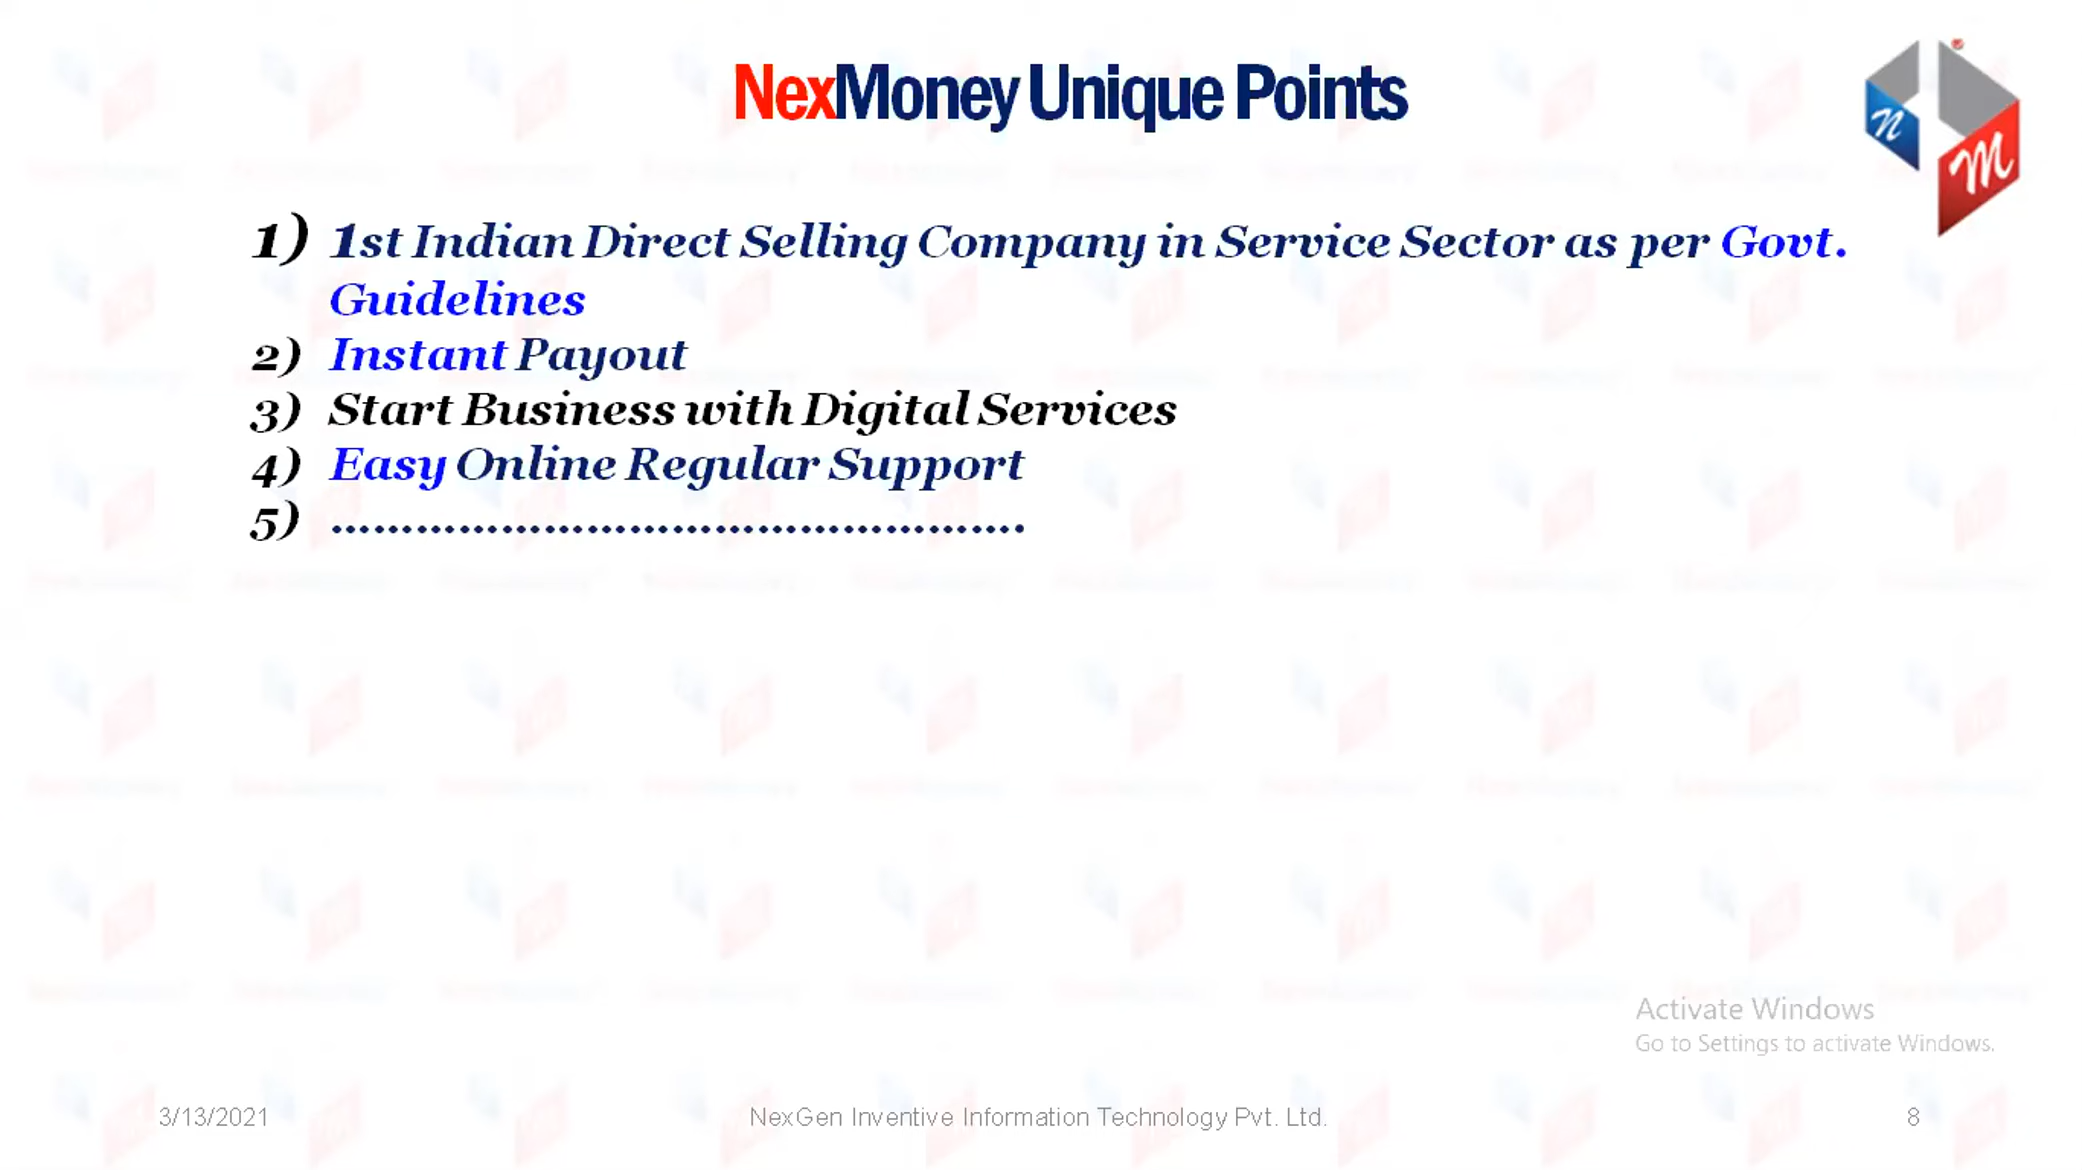 NexMoney Unique Points
n
M
1) 1st Indian Direct Selling Company in Service Sector as per Govt.
Guidelines
2) Instant Payout
3) Start Business with Digital Services
4) Easy Online Regular Support
5) ……………………………………………….
Activate Windows
Go to Settings to activate Windows.
3/13/2021
NexGen Inventive Information Technology Pvt. Ltd.
8